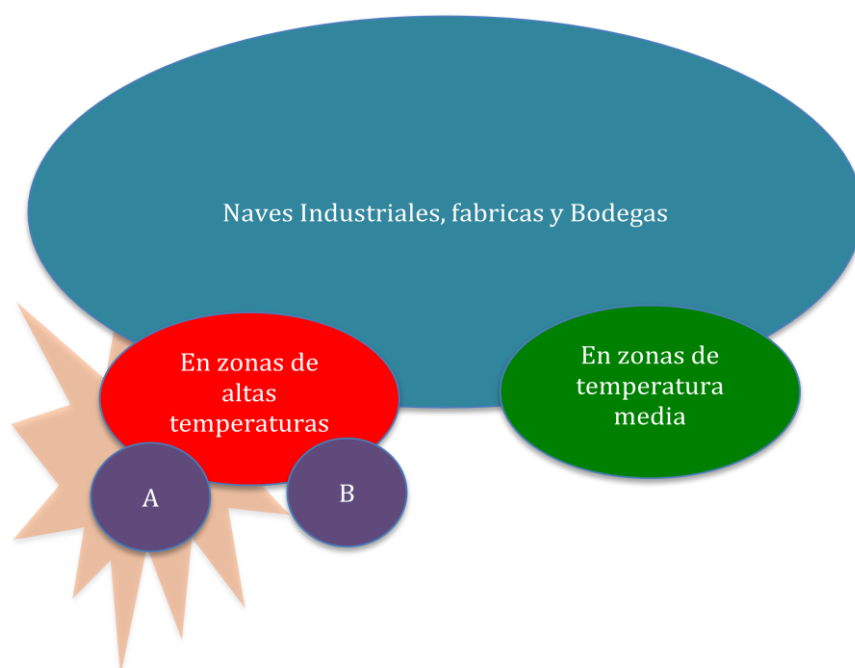 Naves Industriales, fabricas y Bodegas
En zonas de
altas
temperaturas
En zonas de
temperatura
media
A
B